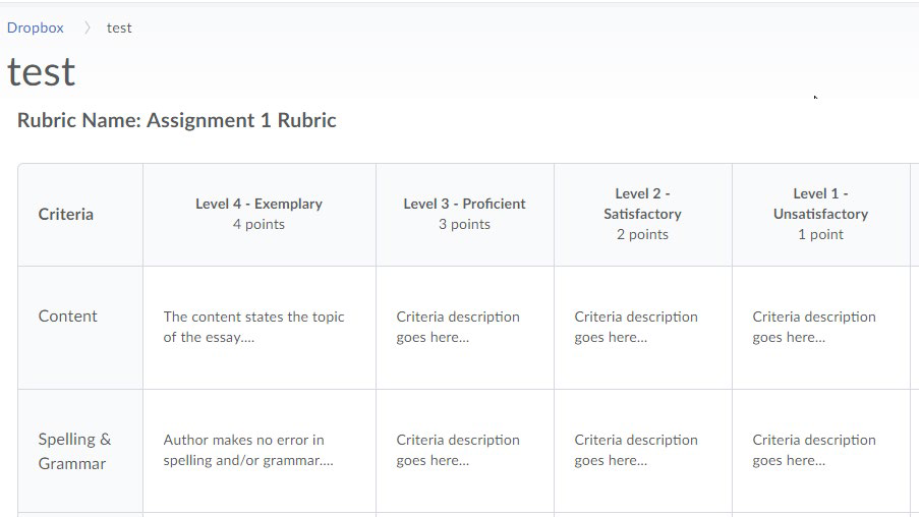 Dropbox > test
test
Rubric Name: Assignment 1 Rubric
Criteria
Level 4 - Exemplary
4 points
Level 3 - Proficient
3 points
Level 2 -
Satisfactory
2 points
Level 1 -
Unsatisfactory
1 point
Content
The content states the topic
of the essay....
Criteria description
goes here...
Criteria description
goes here...
Criteria description
goes here...
Spelling &
Grammar
Author makes no error in
spelling and/or grammar....
Criteria description
goes here...
Criteria description
goes here...
Criteria description
goes here...